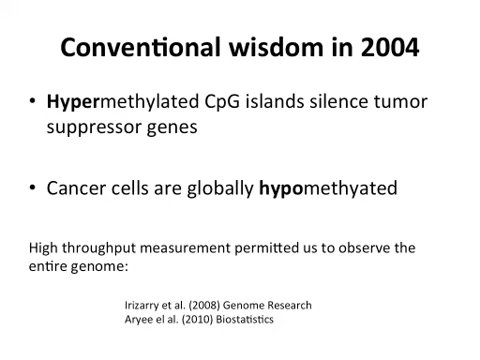 Conventional wisdom in 2004
• Hypermethylated CpG islands silence tumor
suppressor genes
• Cancer cells are globally hypomethyated
High throughput measurement permitted us to observe the
entire genome:
Irizarry et al. (2008) Genome Research
Aryee el al. (2010) Biostatistics